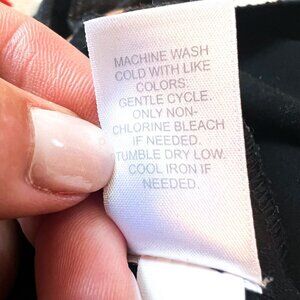 MACHINE WASH
COLD WITH LIKE
COLORS:
GENTLE CYCLE.
ONLY NON-
CHLORINE BLEACH
IF NEEDED.
TUMBLE DRY LOW.
COOL IRON IF
NEEDED.